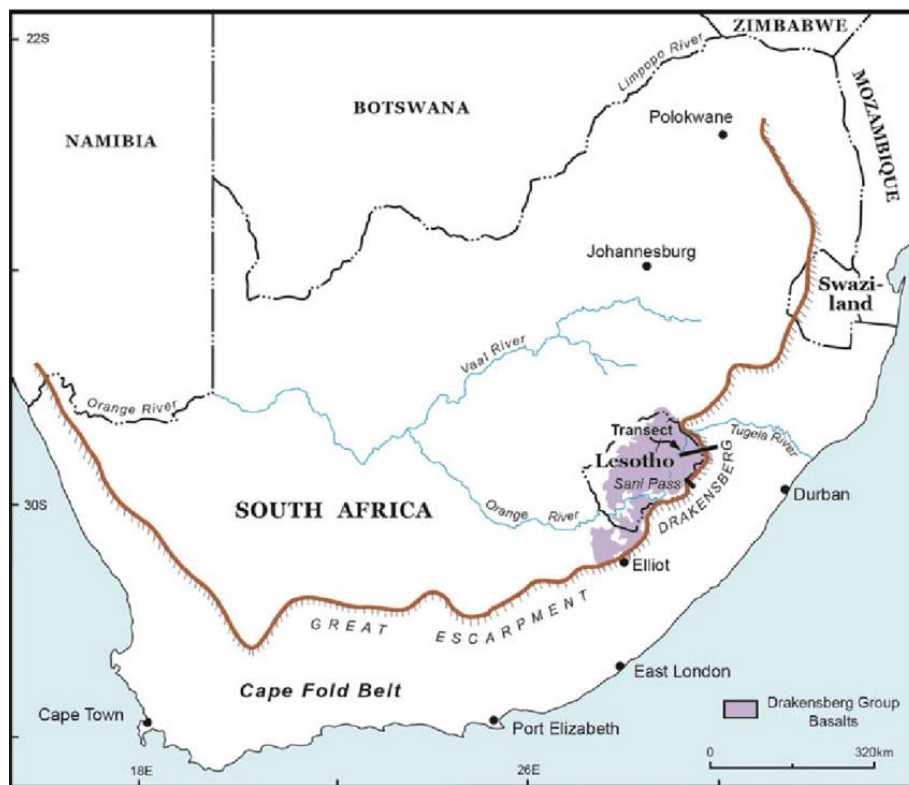 22S
ZIMBABWE
Limpopo River
BOTSWANA
MOZAMBIQUE
NAMIBIA
Polokwane
Johannesburg
Swazi-
land
Vaal River
Orange River
Transect
Tugela River
Lesotho
Sani Pass
DRAKENSBERG
Durban
30S
SOUTH AFRICA
Orange River
Elliot
GREAT ESCARPMENT
East London
Cape Fold Belt
Cape Town
Port Elizabeth
Drakensberg Group
Basalts
0 320km
18E
26E